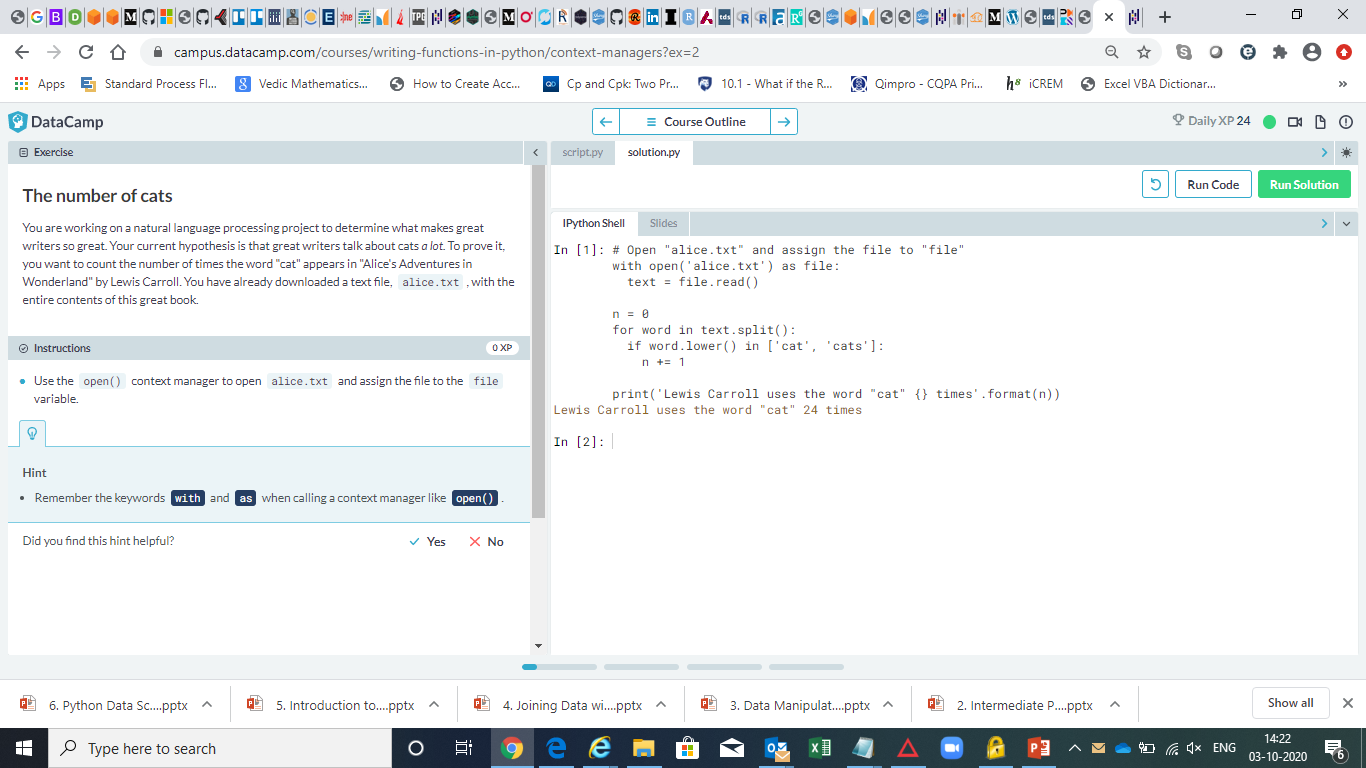 campus.datacamp.com/courses/writing-functions-in-python/context-managers?ex=2
Apps Standard Process Fl... Vedic Mathematics... How to Create Acc... Cp and Cpk: Two Pr... 10.1 - What if the R... Qimpro - CQPA Pri... iCREM Excel VBA Dictionar... »
DataCamp
Course Outline
Daily XP 24
Exercise
The number of cats
You are working on a natural language processing project to determine what makes great
writers so great. Your current hypothesis is that great writers talk about cats a lot. To prove it,
you want to count the number of times the word "cat" appears in "Alice's Adventures in
Wonderland" by Lewis Carroll. You have already downloaded a text file, alice.txt , with the
entire contents of this great book.
Instructions 0 XP
Use the open() context manager to open alice.txt and assign the file to the file
variable.
Hint
Remember the keywords with and as when calling a context manager like open() .
Did you find this hint helpful? Yes No
script.py solution.py
Run Code Run Solution
IPython Shell Slides
In [1]: # Open "alice.txt" and assign the file to "file"
with open('alice.txt') as file:
text = file.read()
n = 0
for word in text.split():
if word.lower() in ['cat', 'cats']:
n += 1
print('Lewis Carroll uses the word "cat" {} times'.format(n))
Lewis Carroll uses the word "cat" 24 times
In [2]:
6. Python Data Sc....pptx 5. Introduction to....pptx 4. Joining Data wi....pptx 3. Data Manipulat....pptx 2. Intermediate P....pptx Show all
Type here to search
ENG
14:22
03-10-2020
6